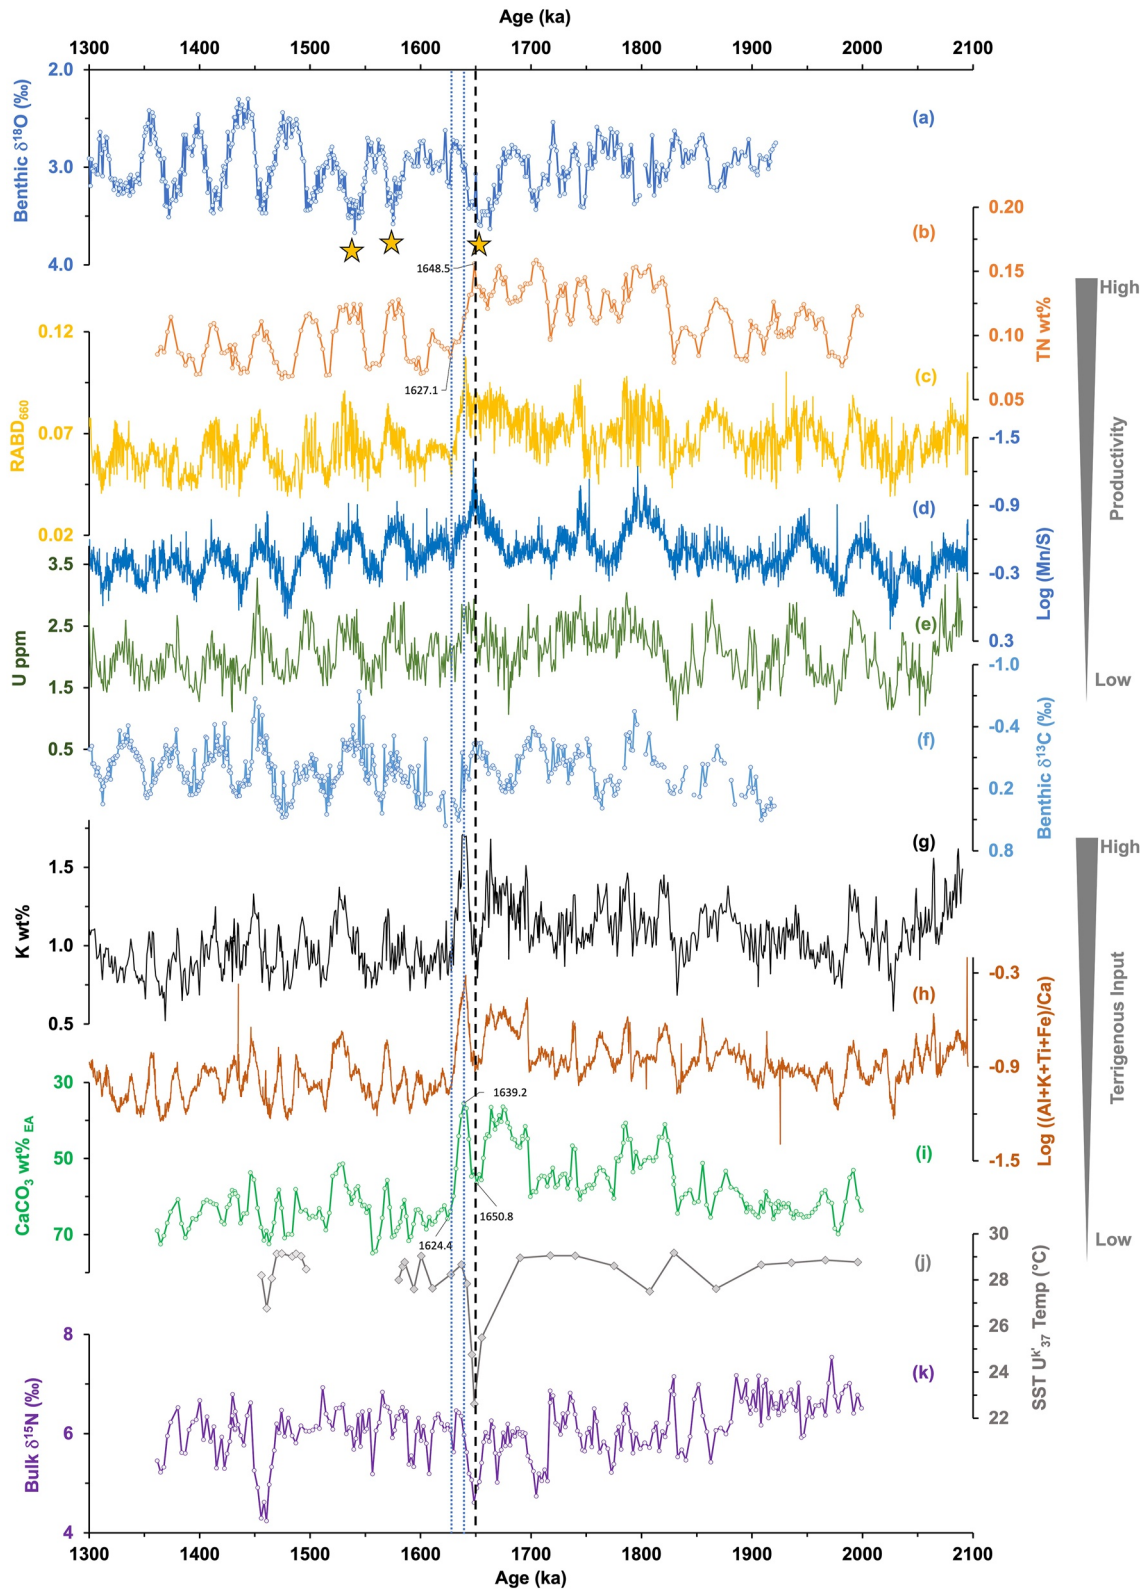 Age (ka)
1300 1400 1500 1600 1700 1800 1900 2000 2100
2.0
3.0
4.0
Benthic δ18O (‰)
(a)
0.20
0.15
0.10
0.05
TN wt%
(b)
1648.5
1627.1
0.12
0.07
0.02
RABD660
(c)
-1.5
-0.9
-0.3
0.3
Log (Mn/S)
(d)
3.5
2.5
1.5
0.5
U ppm
(e)
-1.0
-0.4
0.2
0.8
Benthic δ13C (‰)
(f)
High
Productivity
Low
1.5
1.0
0.5
K wt%
(g)
-0.3
-0.9
-1.5
Log ((Al+K+Ti+Fe)/Ca)
(h)
30
50
70
CaCO3 wt% EA
(i)
1639.2
1650.8
1624.4
High
Terrigenous Input
Low
30
28
26
24
22
SST Uk'37 Temp (°C)
(j)
8
6
4
Bulk δ15N (‰)
(k)
1300 1400 1500 1600 1700 1800 1900 2000 2100
Age (ka)